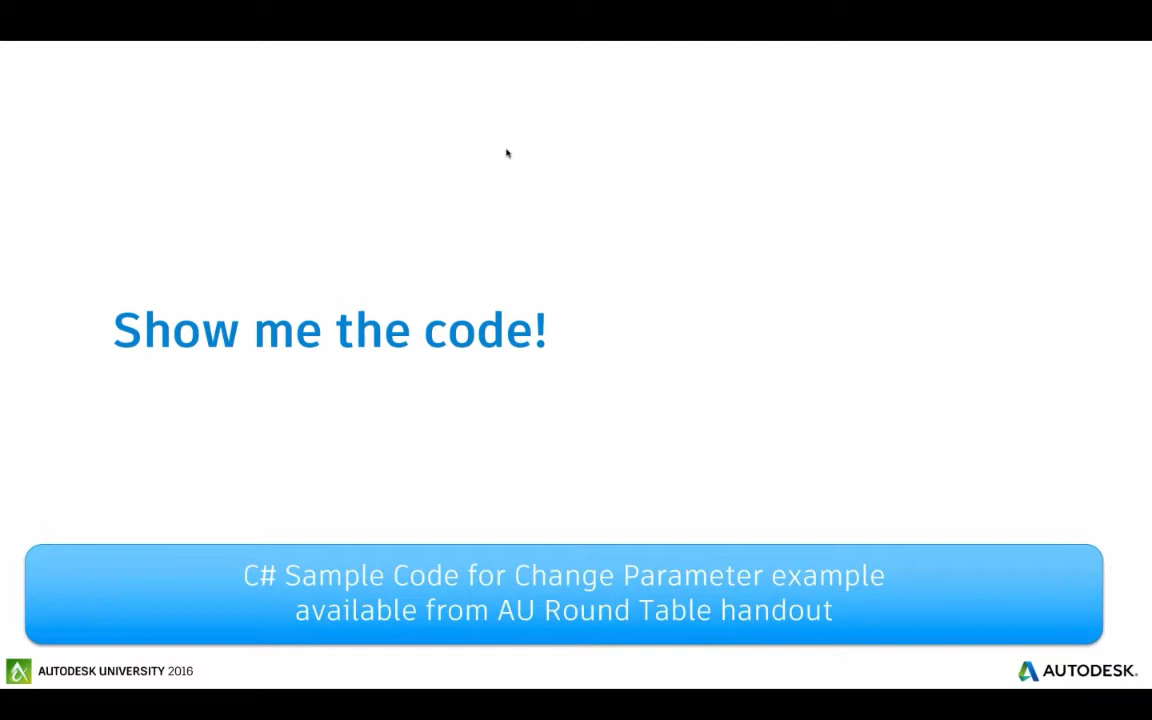 Show me the code!
C# Sample Code for Change Parameter example
available from AU Round Table handout
AUTODESK UNIVERSITY 2016
AUTODESK.